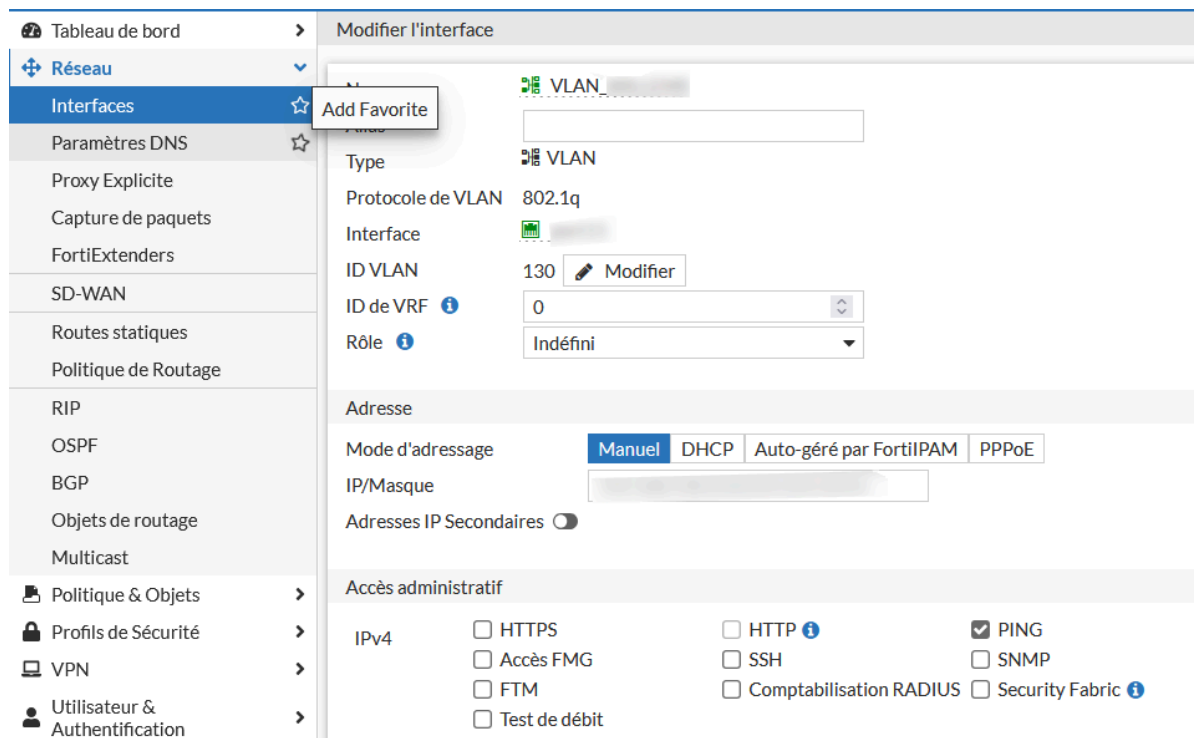 Tableau de bord
Réseau
Interfaces
Add Favorite
Paramètres DNS
Proxy Explicite
Capture de paquets
FortiExtenders
SD-WAN
Routes statiques
Politique de Routage
RIP
OSPF
BGP
Objets de routage
Multicast
Politique & Objets
Profils de Sécurité
VPN
Utilisateur &
Authentification
Modifier l'interface
VLAN_
Type VLAN
Protocole de VLAN 802.1q
Interface
ID VLAN 130 Modifier
ID de VRF 0
Rôle Indéfini
Adresse
Mode d'adressage Manuel DHCP Auto-géré par FortiIPAM PPPoE
IP/Masque
Adresses IP Secondaires
Accès administratif
IPv4 HTTPS HTTP PING
Accès FMG SSH SNMP
FTM Comptabilisation RADIUS Security Fabric
Test de débit